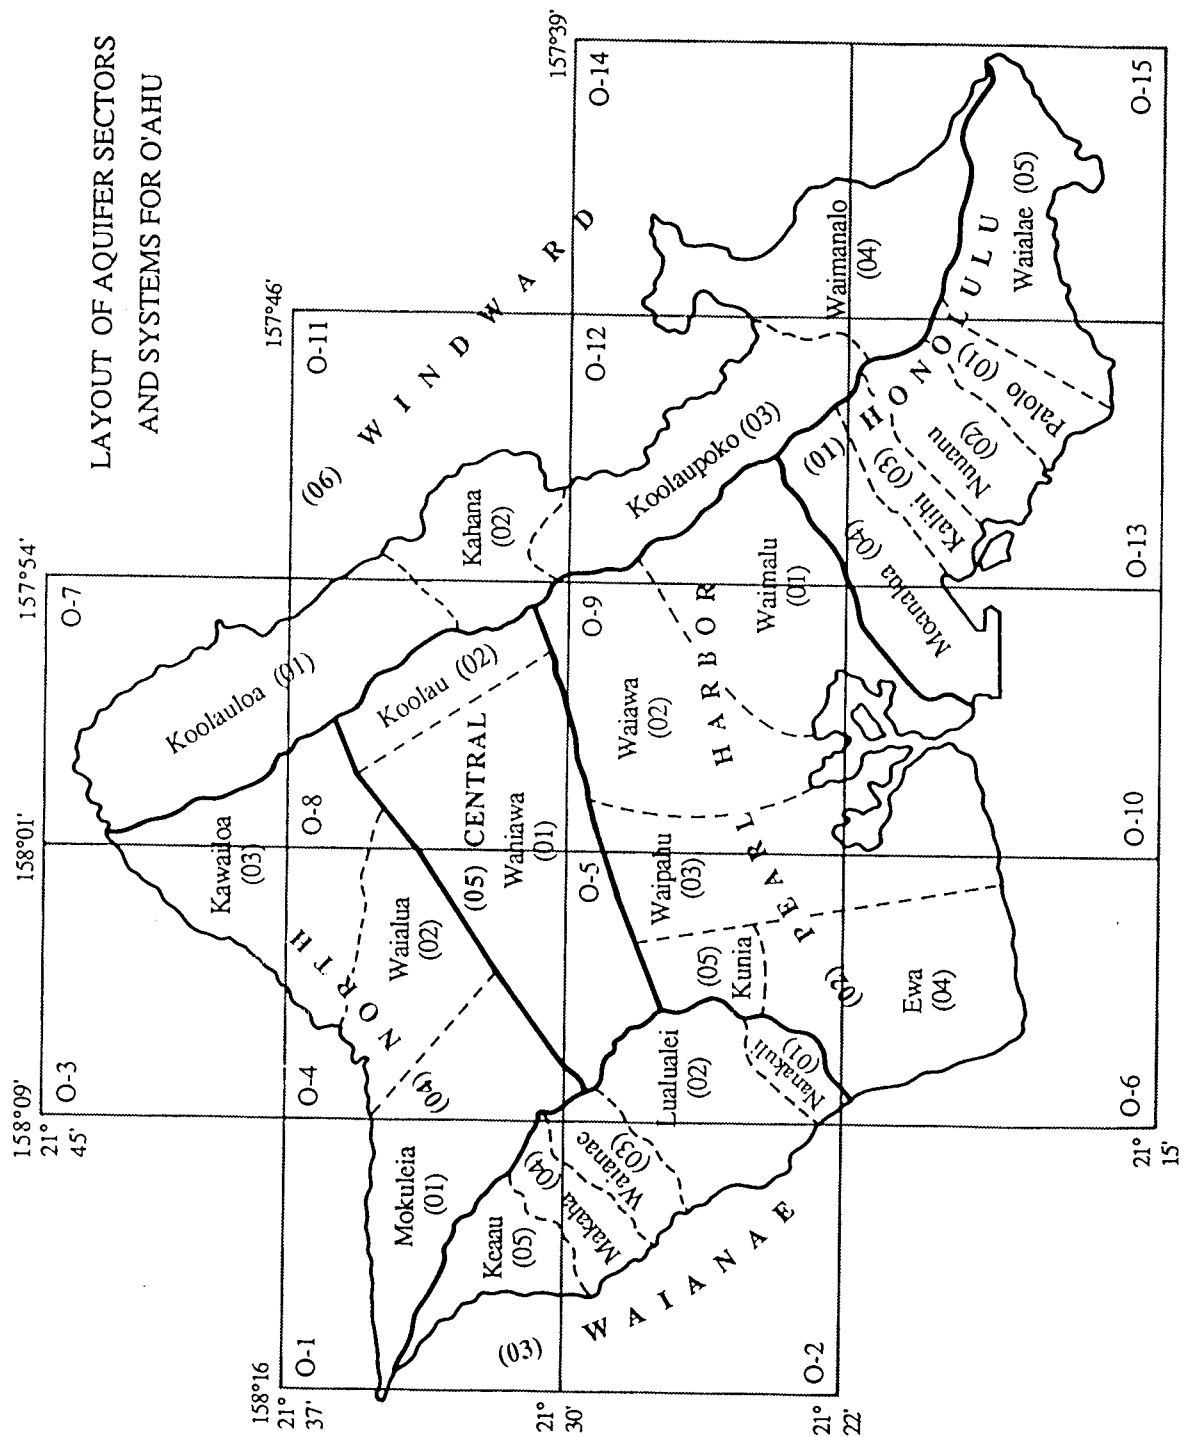 LAYOUT OF AQUIFER SECTORS
AND SYSTEMS FOR O'AHU
157°39'
O-14
157°46'
O-11
O-12
O-15
157°54'
O-7
O-9
O-13
158°01'
O-8
O-5
O-10
158°09'
21°
45'
O-3
O-4
O-6
21°
15'
158°16
21°
37'
O-1
21°
30'
O-2
21°
22'
(06) WINDWARD
Koolauloa (01)
Kahana
(02)
Koolaupoko (03)
Waimanalo
(04)
(01) HONOLULU
Palolo (01)
Nuuanu
(02)
Kalihi (03)
Moanalua (04)
Waialae (05)
(02) PEARL HARBOR
Waimalu
(01)
Waiawa
(02)
Waipahu
(03)
Ewa
(04)
(05)
Kunia
(05) CENTRAL
Wahiawa
(01)
Koolau (02)
(04) NORTH
Mokuleia
(01)
Waialua
(02)
Kawailoa
(03)
(03) WAIANAE
Nanakuli
(01)
Lualualei
(02)
Waianae
(03)
Makaha (04)
Keaau
(05)